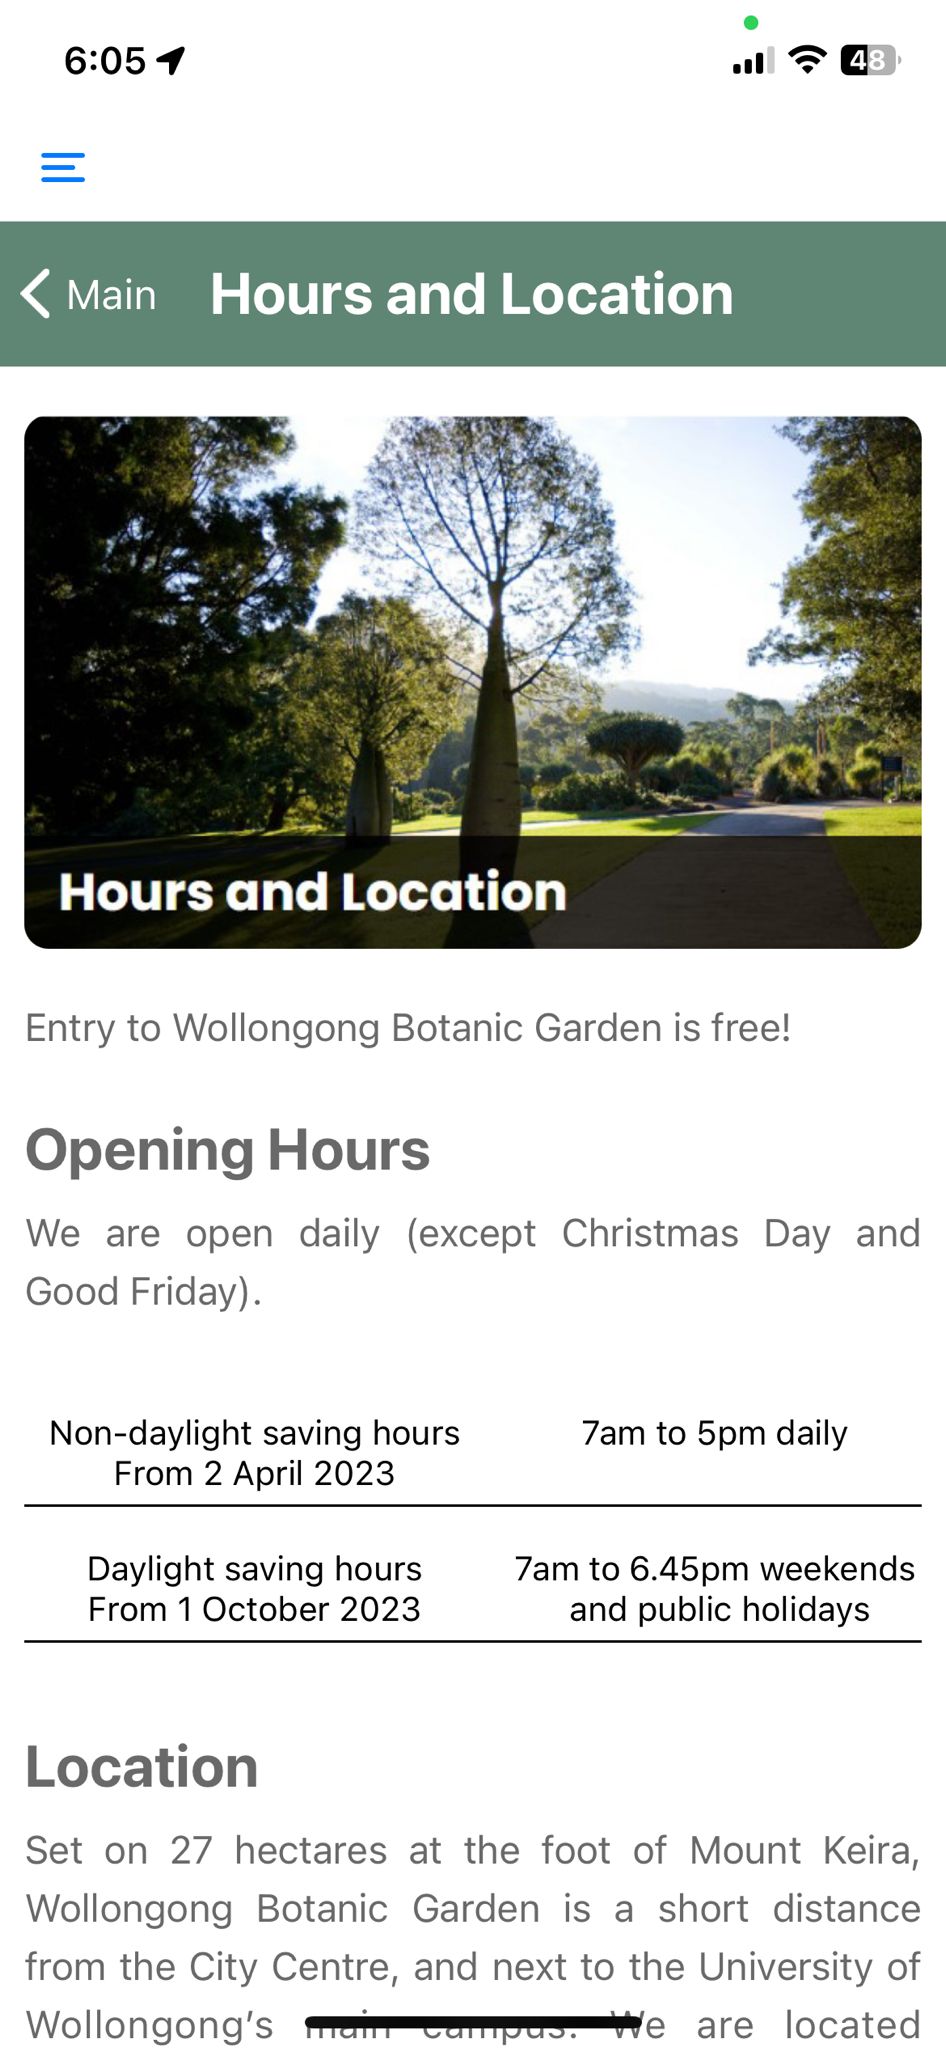 6:05
48
Main
Hours and Location
Hours and Location
Entry to Wollongong Botanic Garden is free!
Opening Hours
We are open daily (except Christmas Day and
Good Friday).
Non-daylight saving hours
From 2 April 2023
7am to 5pm daily
Daylight saving hours
From 1 October 2023
7am to 6.45pm weekends
and public holidays
Location
Set on 27 hectares at the foot of Mount Keira,
Wollongong Botanic Garden is a short distance
from the City Centre, and next to the University of
Wollongong’s main campus. We are located